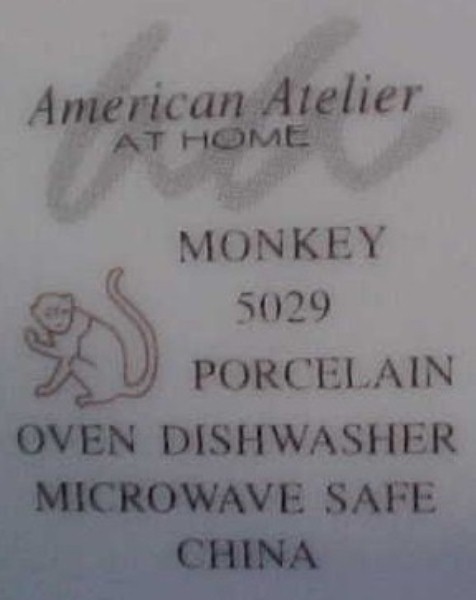 American Atelier
AT HOME
MONKEY
5029
PORCELAIN
OVEN DISHWASHER
MICROWAVE SAFE
CHINA